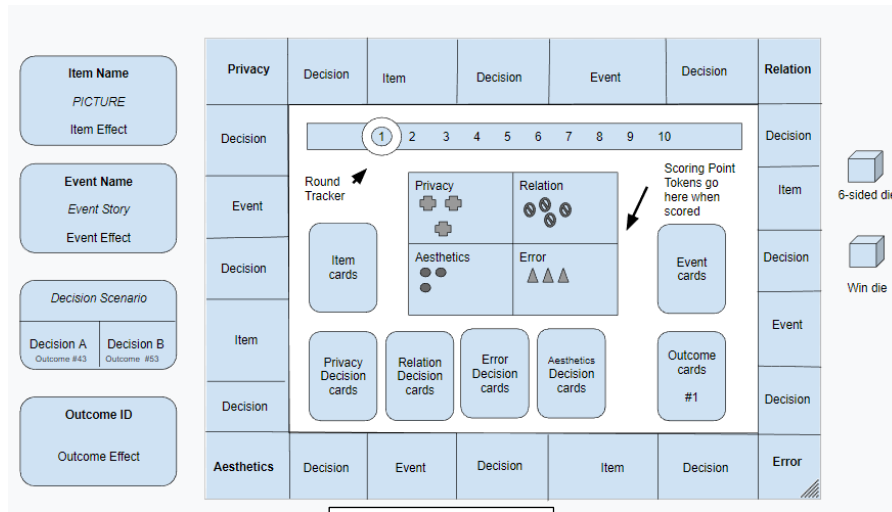 Item Name
PICTURE
Item Effect
Event Name
Event Story
Event Effect
Decision Scenario
Decision A
Outcome #43
Decision B
Outcome #53
Outcome ID
Outcome Effect
Privacy
Decision
Item
Decision
Event
Decision
Relation
Decision
Event
Decision
Item
Decision
1 2 3 4 5 6 7 8 9 10
Round
Tracker
Scoring Point
Tokens go
here when
scored
Privacy
Relation
Aesthetics
Error
Item
cards
Event
cards
Privacy
Decision
cards
Relation
Decision
cards
Error
Decision
cards
Aesthetics
Decision
cards
Outcome
cards
#1
Decision
Item
Decision
Event
Decision
Aesthetics
Decision
Event
Decision
Item
Decision
Error
6-sided die
Win die